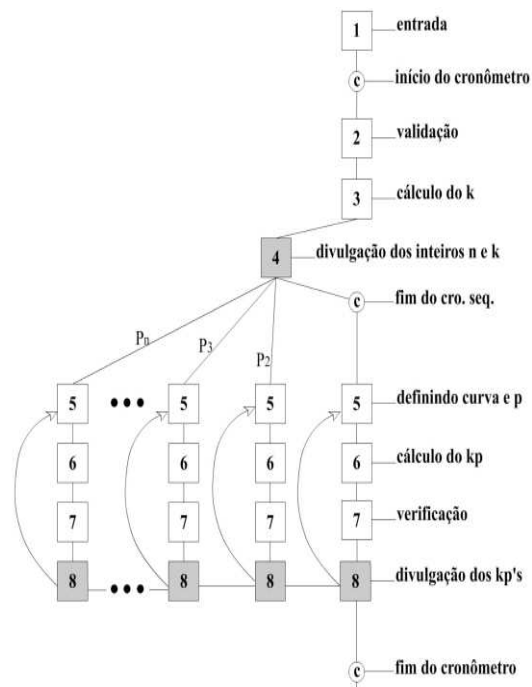 1 entrada
c início do cronômetro
2 validação
3 cálculo do k
4 divulgação dos inteiros n e k
c fim do cro. seq.
Pn P3 P2
5 5 5 5 definindo curva e p
6 6 6 6 cálculo do kp
7 7 7 7 verificação
8 8 8 8 divulgação dos kp's
c fim do cronômetro